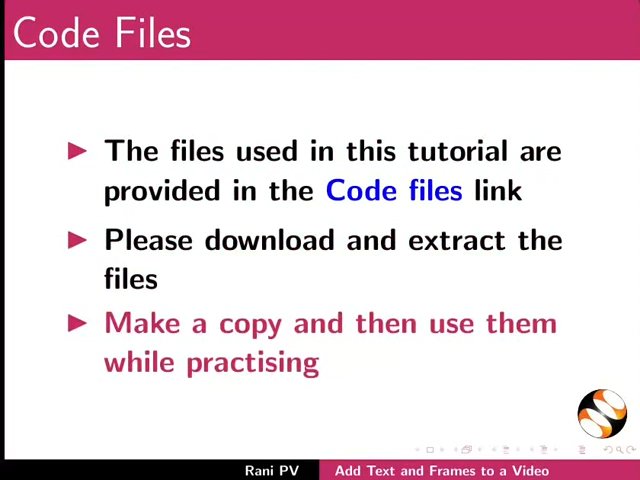 Code Files
The files used in this tutorial are
provided in the Code files link
Please download and extract the
files
Make a copy and then use them
while practising
Rani PV Add Text and Frames to a Video